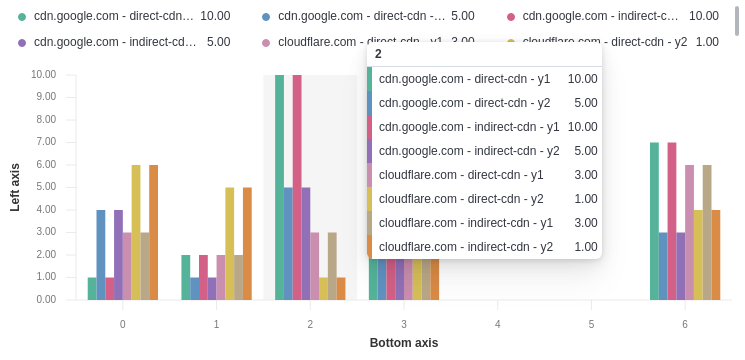 cdn.google.com - direct-cdn… 10.00
cdn.google.com - direct-cdn -… 5.00
cdn.google.com - indirect-c… 10.00
cdn.google.com - indirect-cd… 5.00
cloudflare.com - direct-cdn - y1 3.00
cloudflare.com - direct-cdn - y2 1.00
2
cdn.google.com - direct-cdn - y1 10.00
cdn.google.com - direct-cdn - y2 5.00
cdn.google.com - indirect-cdn - y1 10.00
cdn.google.com - indirect-cdn - y2 5.00
cloudflare.com - direct-cdn - y1 3.00
cloudflare.com - direct-cdn - y2 1.00
cloudflare.com - indirect-cdn - y1 3.00
cloudflare.com - indirect-cdn - y2 1.00
Left axis
10.00
9.00
8.00
7.00
6.00
5.00
4.00
3.00
2.00
1.00
0.00
0 1 2 3 4 5 6
Bottom axis